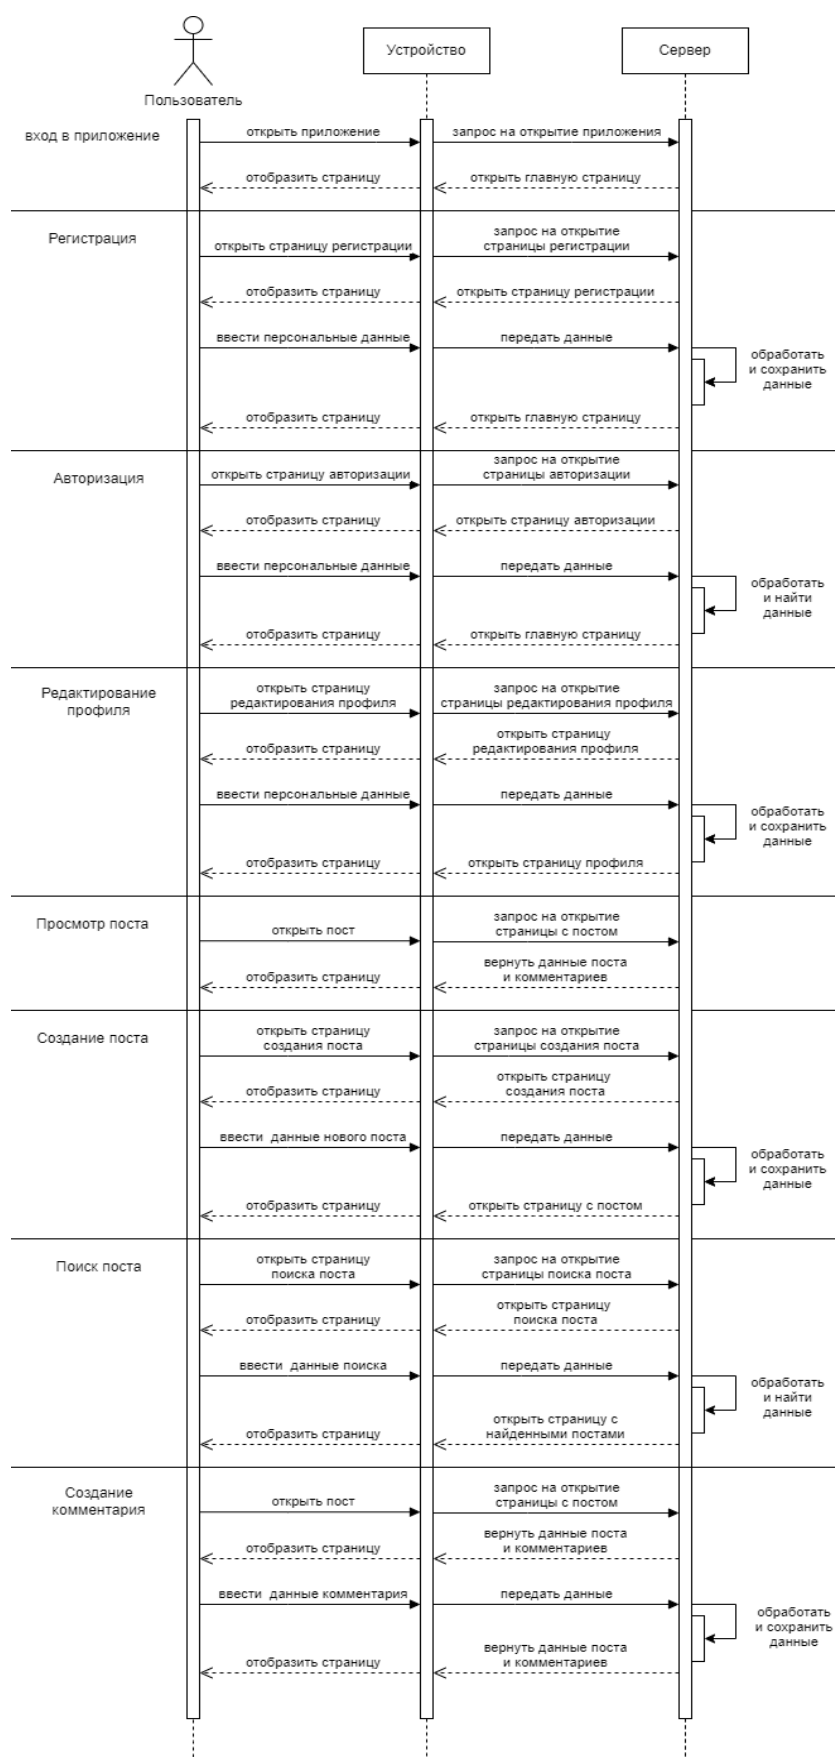 Устройство
Сервер
Пользователь
вход в приложение
открыть приложение
запрос на открытие приложения
отобразить страницу
открыть главную страницу
Регистрация
открыть страницу регистрации
запрос на открытие
страницы регистрации
отобразить страницу
открыть страницу регистрации
ввести персональные данные
передать данные
обработать
и сохранить
данные
отобразить страницу
открыть главную страницу
Авторизация
открыть страницу авторизации
запрос на открытие
страницы авторизации
отобразить страницу
открыть страницу авторизации
ввести персональные данные
передать данные
обработать
и найти
данные
отобразить страницу
открыть главную страницу
Редактирование
профиля
открыть страницу
редактирования профиля
запрос на открытие
страницы редактирования профиля
отобразить страницу
открыть страницу
редактирования профиля
ввести персональные данные
передать данные
обработать
и сохранить
данные
отобразить страницу
открыть страницу профиля
Просмотр поста
открыть пост
запрос на открытие
страницы с постом
отобразить страницу
вернуть данные поста
и комментариев
Создание поста
открыть страницу
создания поста
запрос на открытие
страницы создания поста
отобразить страницу
открыть страницу
создания поста
ввести данные нового поста
передать данные
обработать
и сохранить
данные
отобразить страницу
открыть страницу с постом
Поиск поста
открыть страницу
поиска поста
запрос на открытие
страницы поиска поста
отобразить страницу
открыть страницу
поиска поста
ввести данные поиска
передать данные
обработать
и найти
данные
отобразить страницу
открыть страницу с
найденными постами
Создание
комментария
открыть пост
запрос на открытие
страницы с постом
отобразить страницу
вернуть данные поста
и комментариев
ввести данные комментария
передать данные
обработать
и сохранить
данные
отобразить страницу
вернуть данные поста
и комментариев